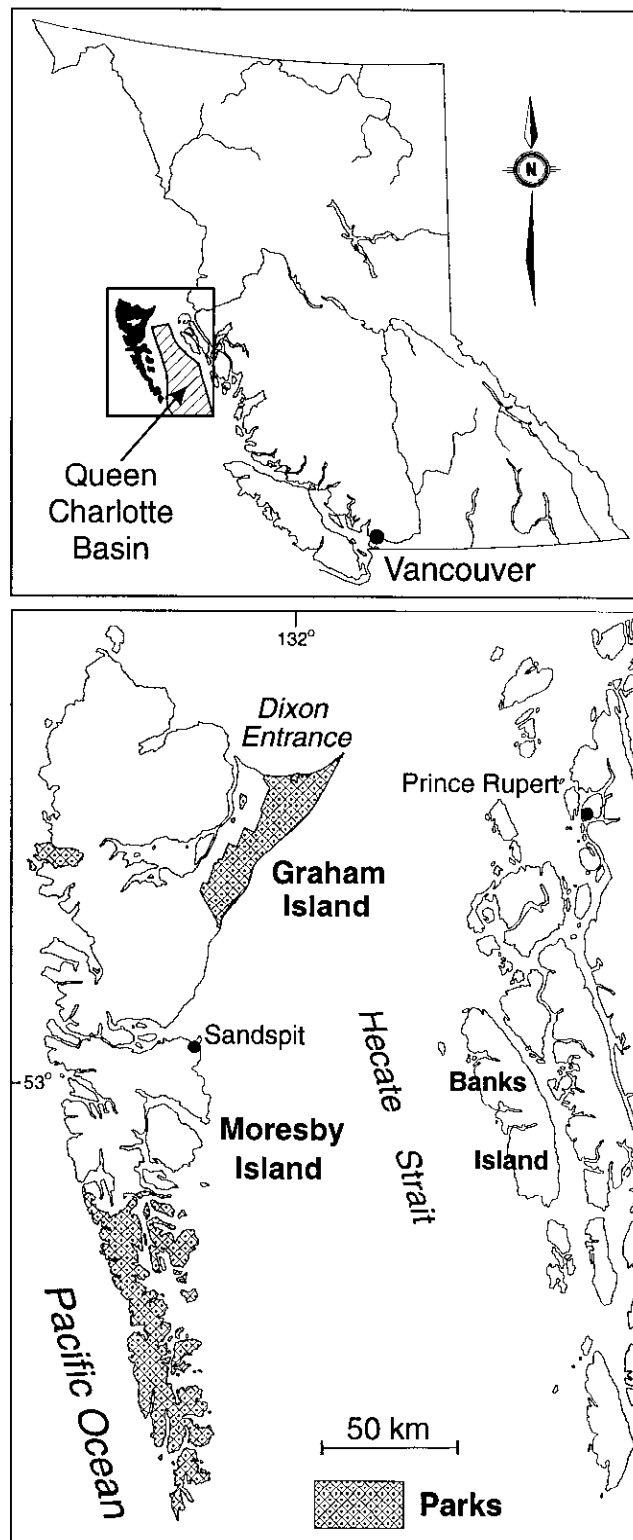 N
Queen
Charlotte
Basin
Vancouver
132°
Dixon
Entrance
Prince Rupert
Graham
Island
Sandspit
Hecate
Strait
53°
Banks
Island
Moresby
Island
Pacific Ocean
50 km
Parks